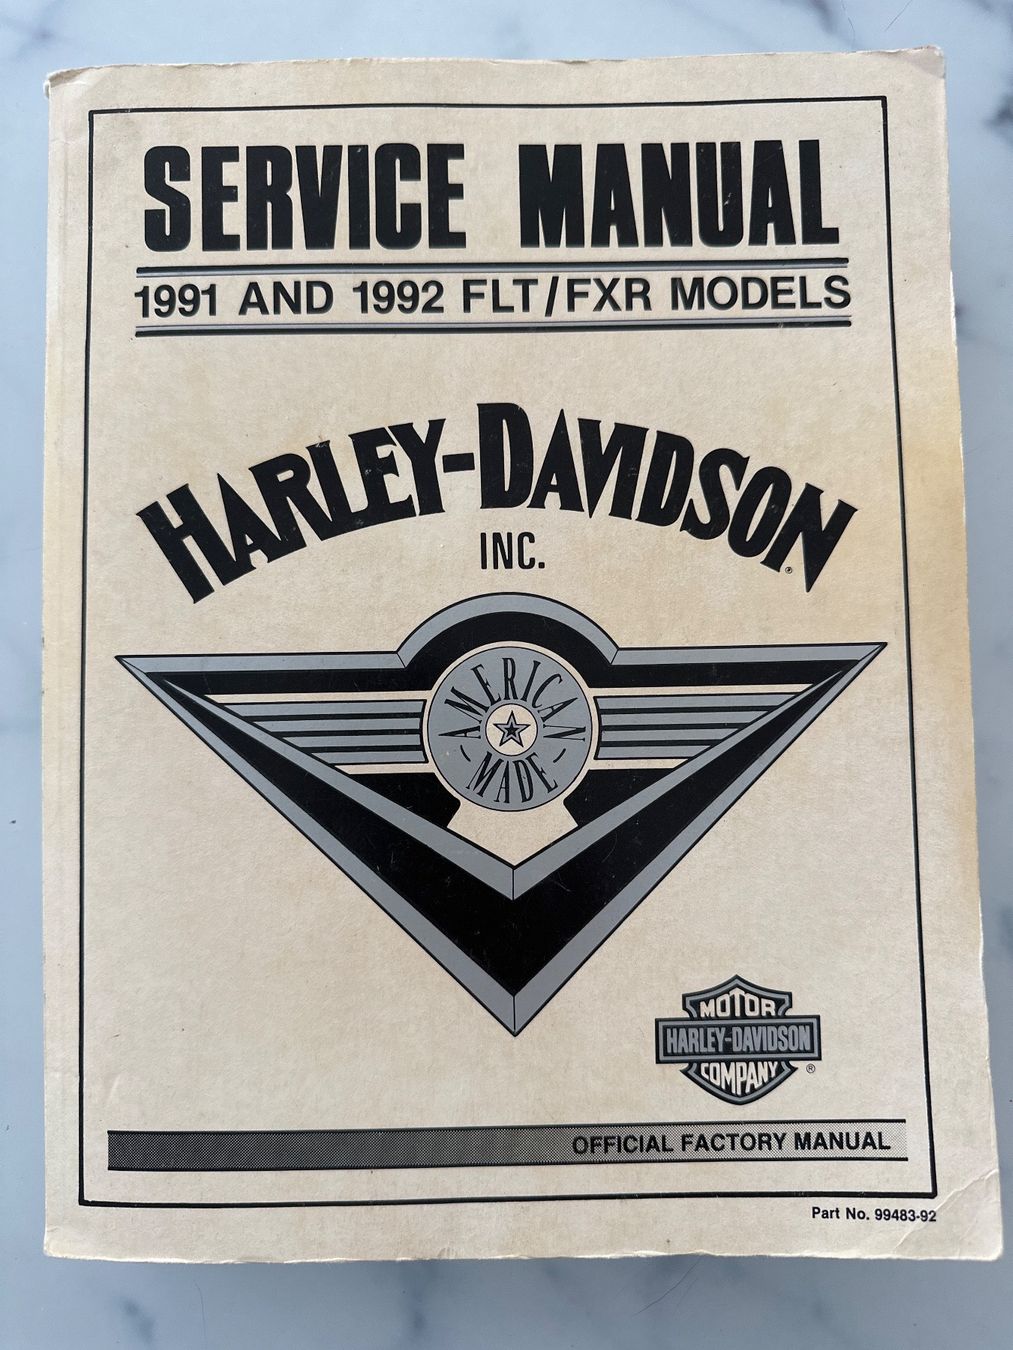 SERVICE MANUAL
1991 AND 1992 FLT/FXR MODELS
HARLEY-DAVIDSON®
INC.
AMERICAN
- MADE -
MOTOR
HARLEY-DAVIDSON
COMPANY ®
OFFICIAL FACTORY MANUAL
Part No. 99483-92